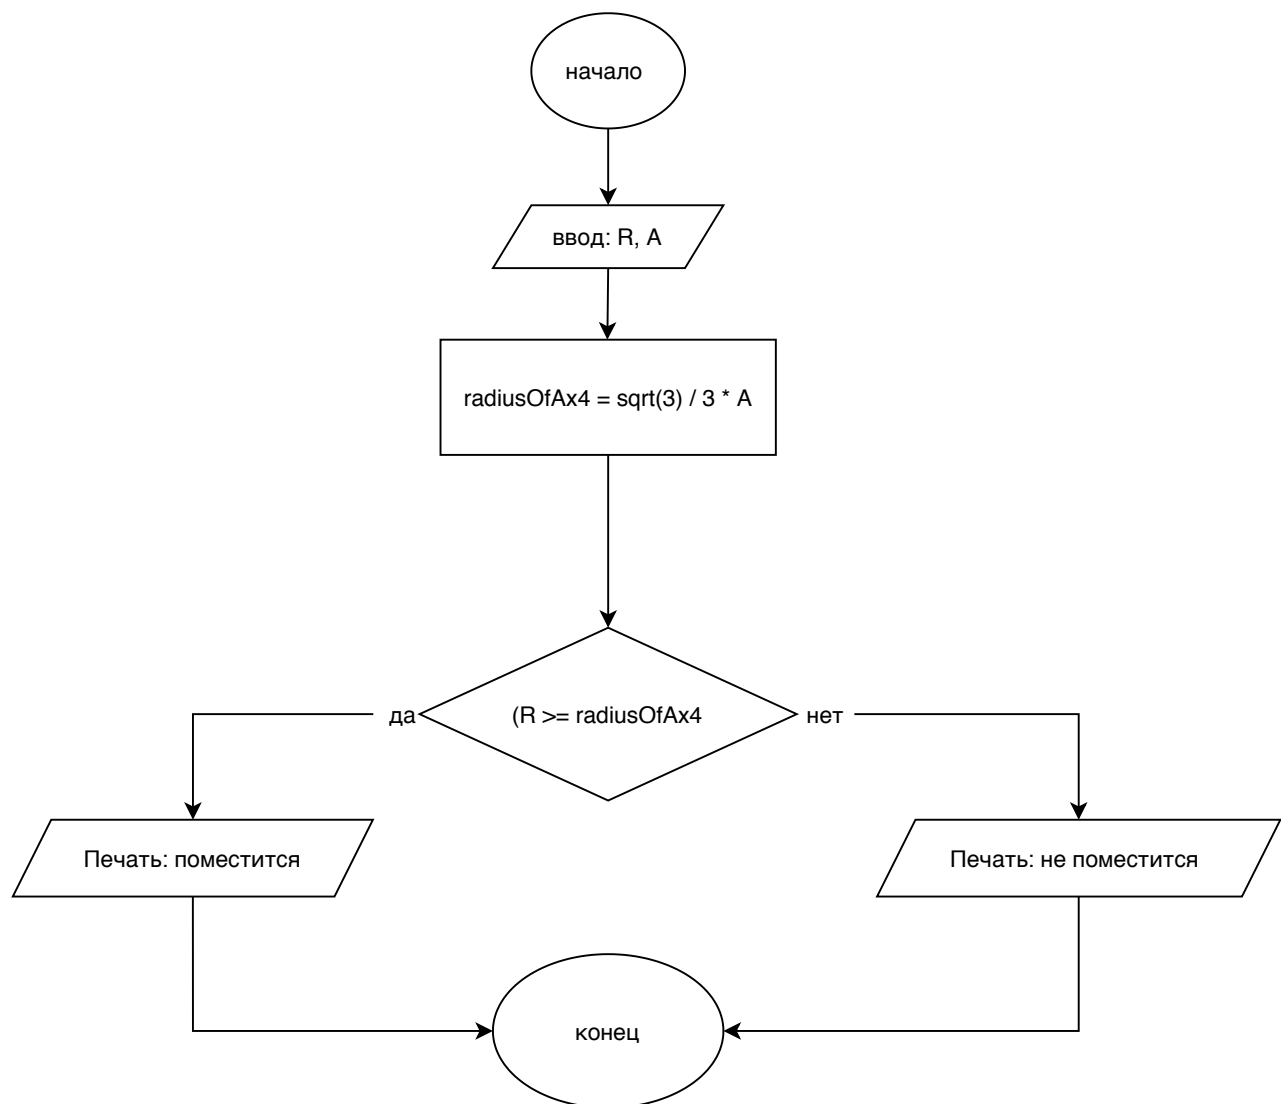 начало
ввод: R, A
radiusOfAx4 = sqrt(3) / 3 * A
да
(R >= radiusOfAx4
нет
Печать: поместится
Печать: не поместится
конец